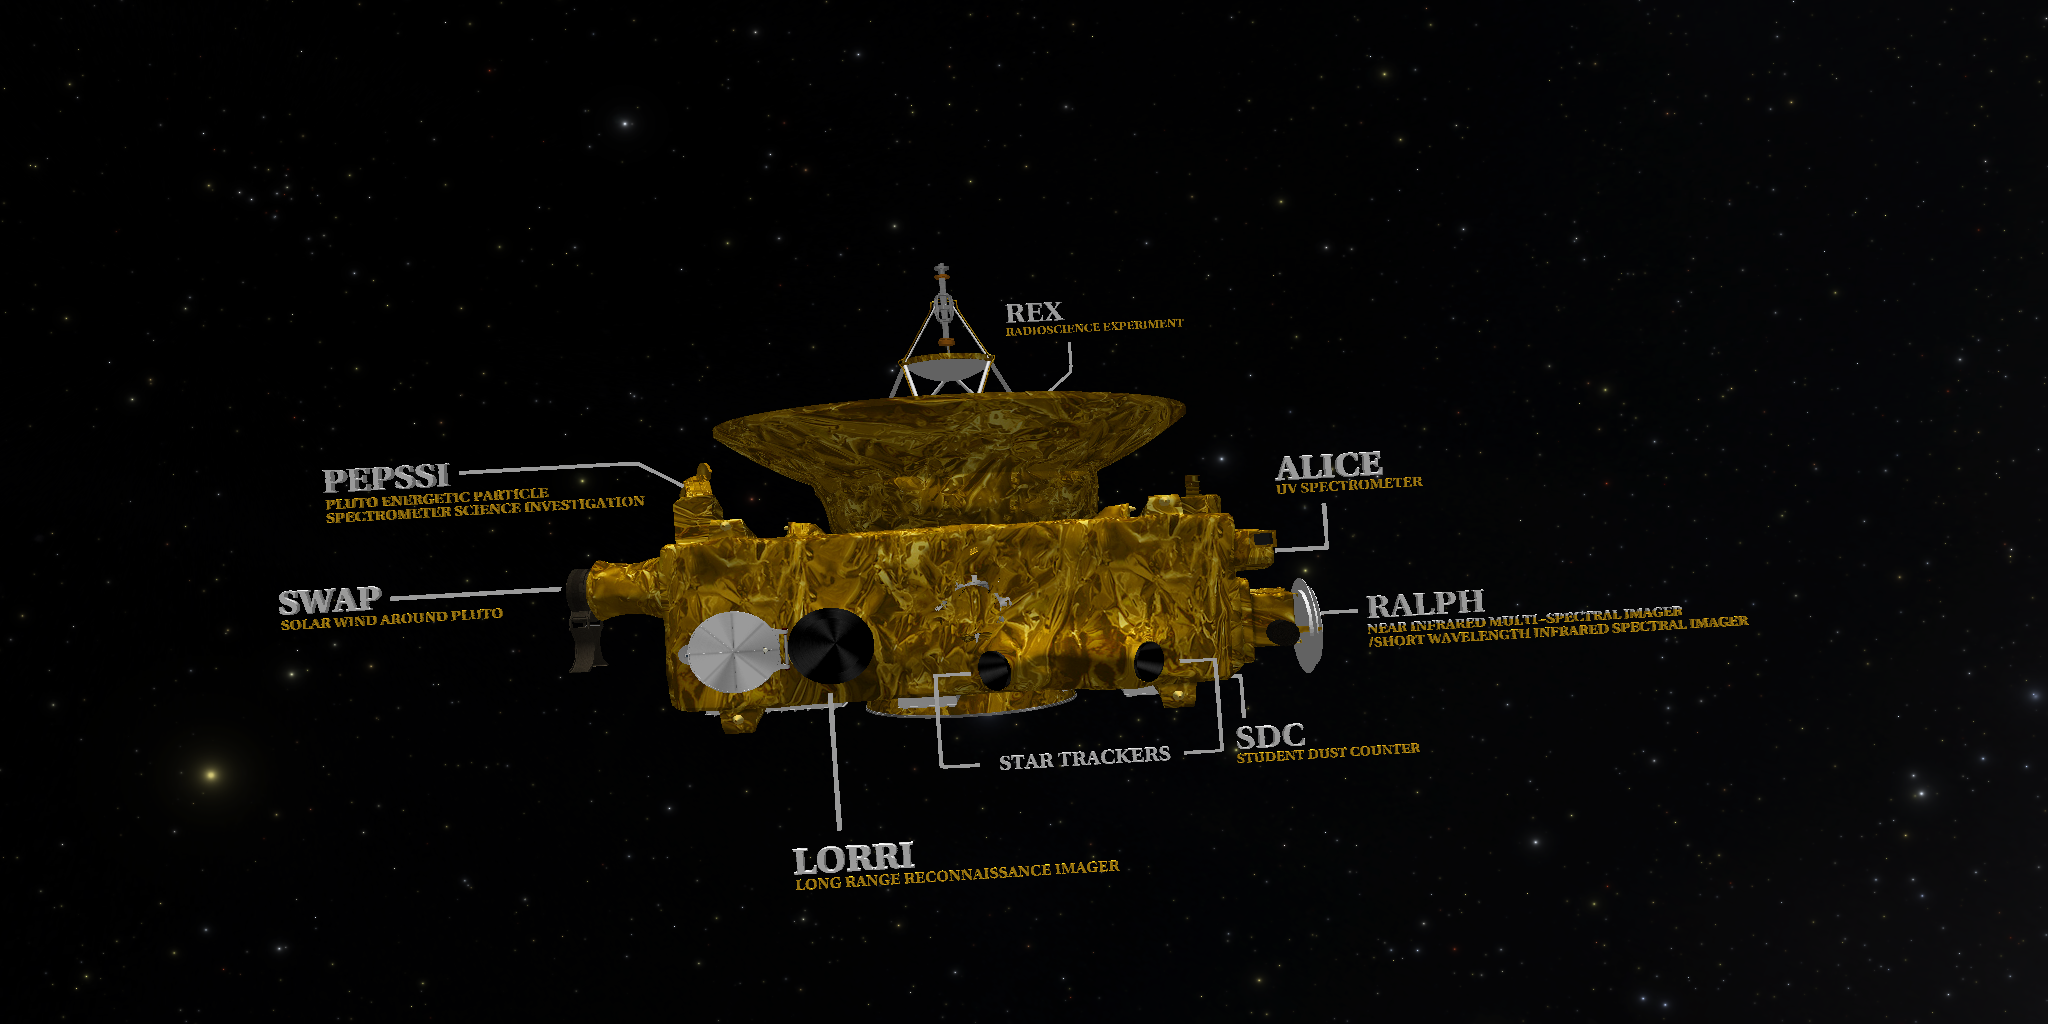 REX
RADIOSCIENCE EXPERIMENT
PEPSSI
PLUTO ENERGETIC PARTICLE
SPECTROMETER SCIENCE INVESTIGATION
ALICE
UV SPECTROMETER
SWAP
SOLAR WIND AROUND PLUTO
RALPH
NEAR INFRARED MULTI-SPECTRAL IMAGER
/SHORT WAVELENGTH INFRARED SPECTRAL IMAGER
SDC
STUDENT DUST COUNTER
STAR TRACKERS
LORRI
LONG RANGE RECONNAISSANCE IMAGER